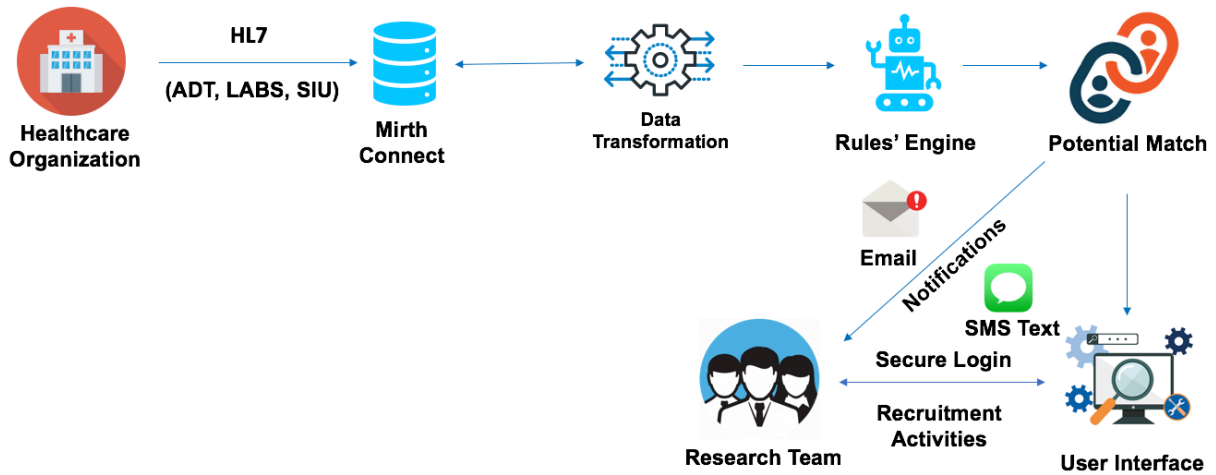 HL7
(ADT, LABS, SIU)
Healthcare
Organization
Mirth
Connect
Data
Transformation
Rules' Engine
Potential Match
Email
Notifications
SMS Text
Secure Login
Recruitment
Activities
Research Team
User Interface